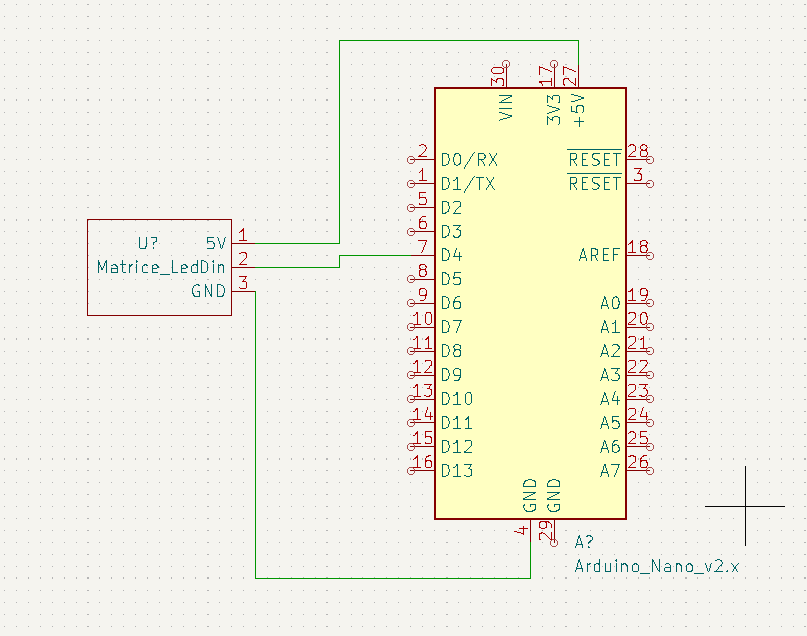 30 17 27
VIN 3V3 +5V
2 D0/RX RESET 28
1 D1/TX RESET 3
5 D2
6 D3
U? 5V 1
7 D4 AREF 18
Matrice_Led Din 2
8 D5
GND 3
9 D6 A0 19
10 D7 A1 20
11 D8 A2 21
12 D9 A3 22
13 D10 A4 23
14 D11 A5 24
15 D12 A6 25
16 D13 A7 26
GND GND
4 29
A?
Arduino_Nano_v2.x